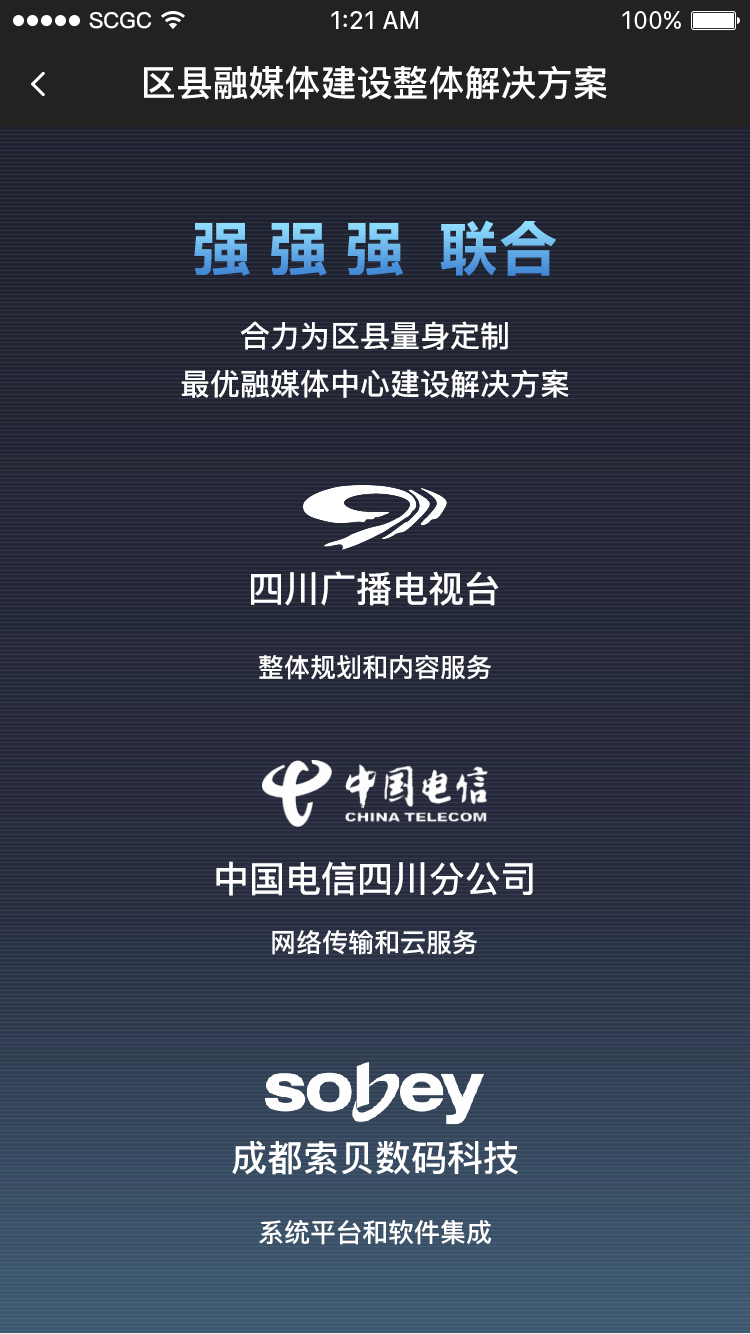 SCGC 1:21 AM 100%
区县融媒体建设整体解决方案
强强强 联合
合力为区县量身定制
最优融媒体中心建设解决方案
四川广播电视台
整体规划和内容服务
中国电信
CHINA TELECOM
中国电信四川分公司
网络传输和云服务
sobey
成都索贝数码科技
系统平台和软件集成